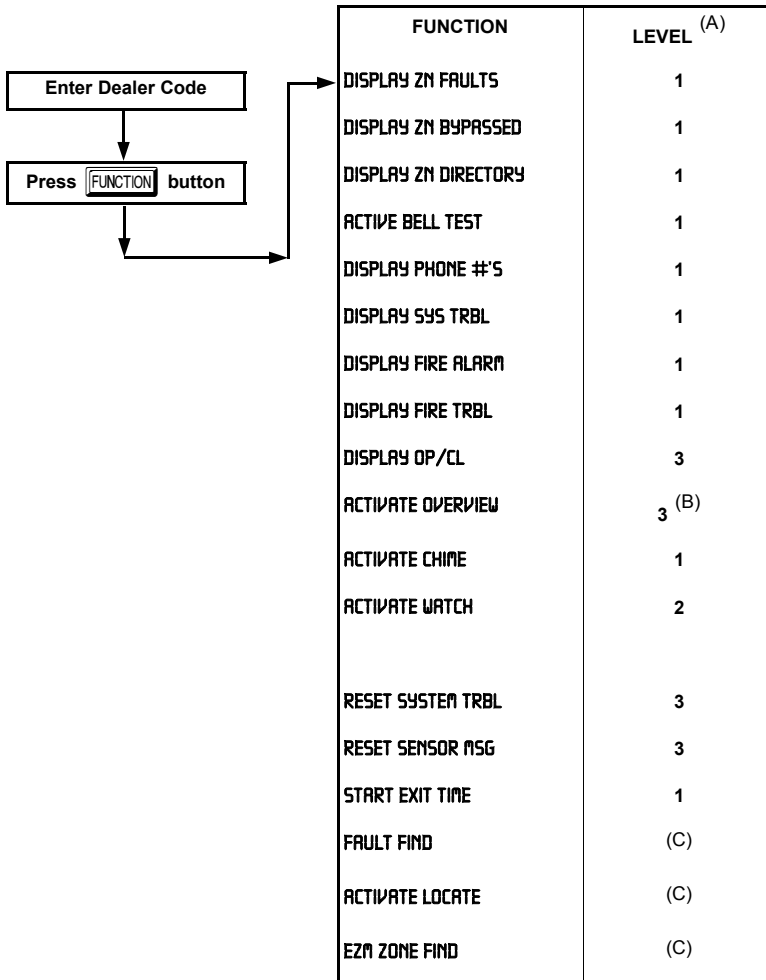 FUNCTION LEVEL (A)
Enter Dealer Code
Press FUNCTION button
DISPLAY ZN FAULTS 1
DISPLAY ZN BYPASSED 1
DISPLAY ZN DIRECTORY 1
ACTIVE BELL TEST 1
DISPLAY PHONE #'S 1
DISPLAY SYS TRBL 1
DISPLAY FIRE ALARM 1
DISPLAY FIRE TRBL 1
DISPLAY OP/CL 3
ACTIVATE OVERVIEW 3 (B)
ACTIVATE CHIME 1
ACTIVATE WATCH 2
RESET SYSTEM TRBL 3
RESET SENSOR MSG 3
START EXIT TIME 1
FAULT FIND (C)
ACTIVATE LOCATE (C)
EZM ZONE FIND (C)